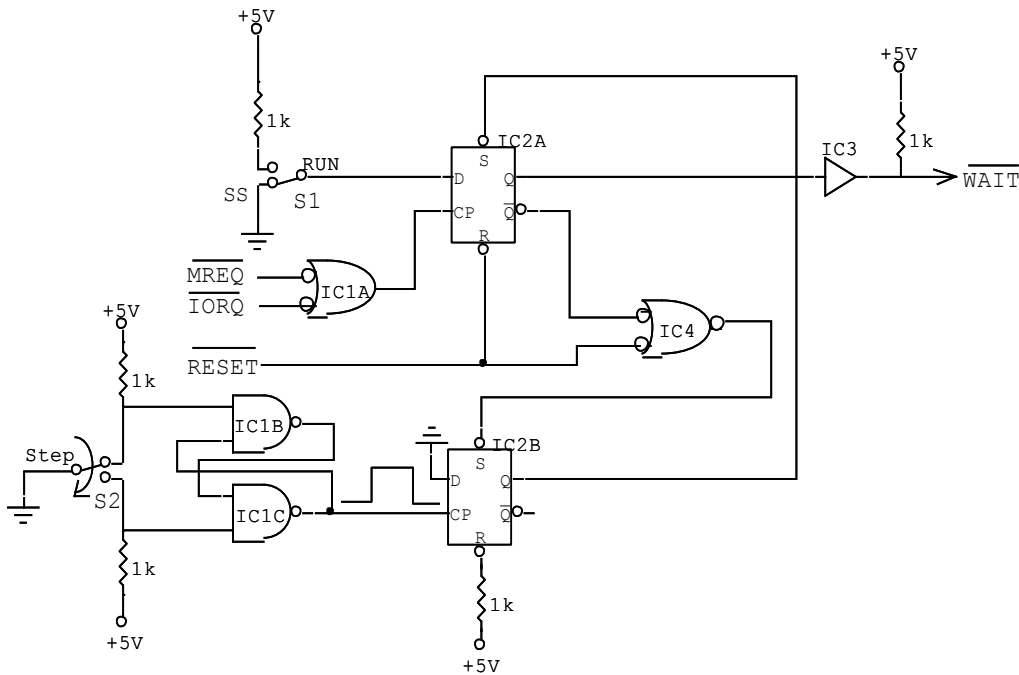 +5V
+5V
1k
IC2A
1k
IC3
RUN
S
SS
S1
D
Q
WAIT
CP
Q
R
MREQ
IC1A
IORQ
+5V
IC4
RESET
1k
IC1B
IC2B
Step
S
S2
D
Q
IC1C
CP
Q
R
1k
1k
+5V
+5V